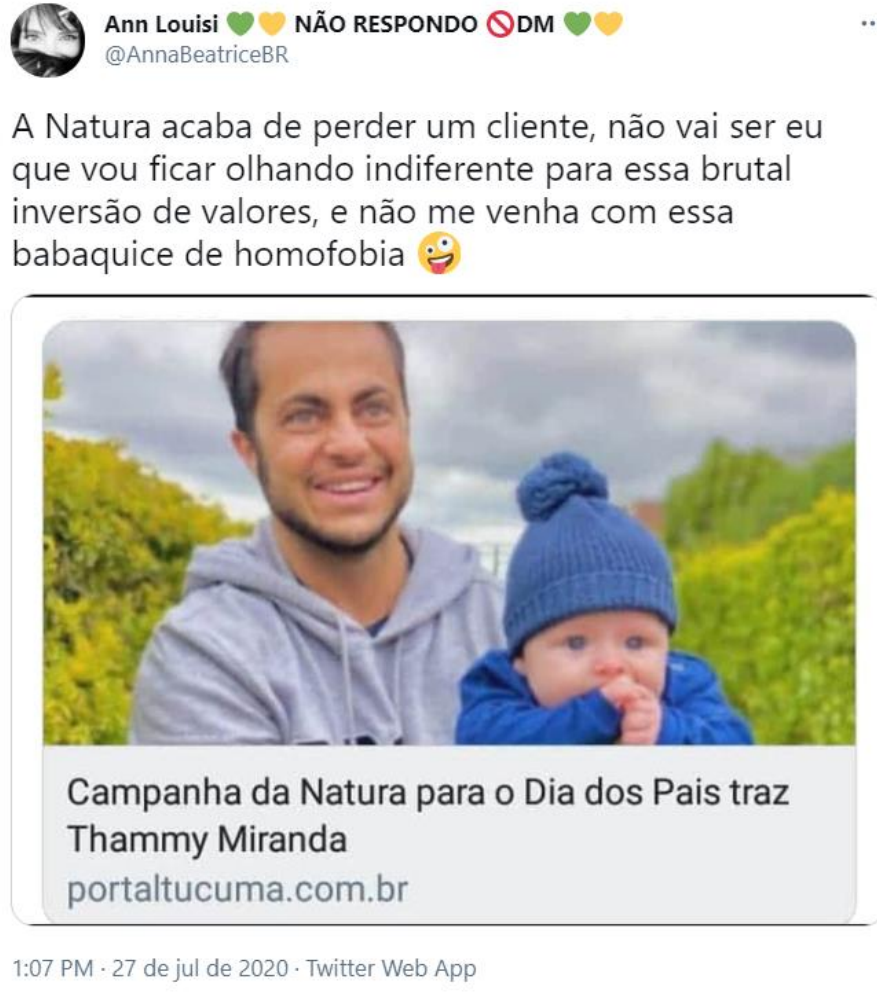 Ann Louisi 💚💛 NÃO RESPONDO 🚫DM 💚💛
@AnnaBeatriceBR
A Natura acaba de perder um cliente, não vai ser eu
que vou ficar olhando indiferente para essa brutal
inversão de valores, e não me venha com essa
babaquice de homofobia 🤪
Campanha da Natura para o Dia dos Pais traz
Thammy Miranda
portaltucuma.com.br
1:07 PM · 27 de jul de 2020 · Twitter Web App